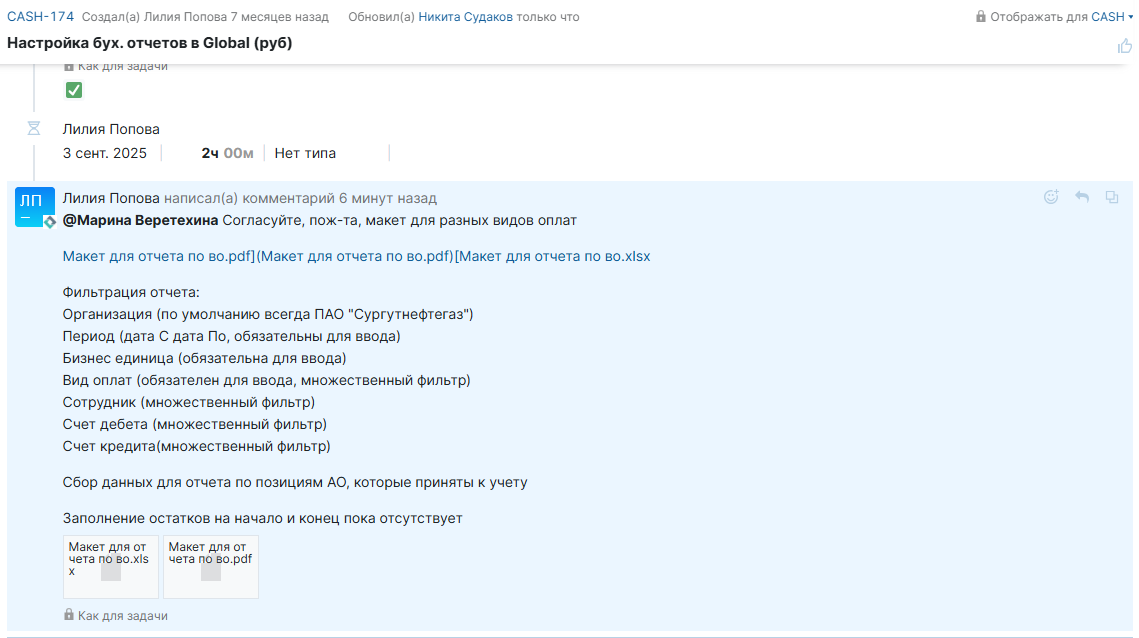 CASH-174 Создал(а) Лилия Попова 7 месяцев назад Обновил(а) Никита Судаков только что Отображать для CASH
Настройка бух. отчетов в Global (руб)
Как для задачи
Лилия Попова
3 сент. 2025 2ч 00м Нет типа
ЛП
Лилия Попова написал(а) комментарий 6 минут назад
@Марина Веретехина Согласуйте, пож-та, макет для разных видов оплат
Макет для отчета по во.pdf](Макет для отчета по во.pdf)[Макет для отчета по во.xlsx
Фильтрация отчета:
Организация (по умолчанию всегда ПАО "Сургутнефтегаз")
Период (дата С дата По, обязательны для ввода)
Бизнес единица (обязательна для ввода)
Вид оплат (обязателен для ввода, множественный фильтр)
Сотрудник (множественный фильтр)
Счет дебета (множественный фильтр)
Счет кредита(множественный фильтр)
Сбор данных для отчета по позициям АО, которые приняты к учету
Заполнение остатков на начало и конец пока отсутствует
Макет для от
чета по во.xls
x
Макет для от
чета по во.pdf
Как для задачи